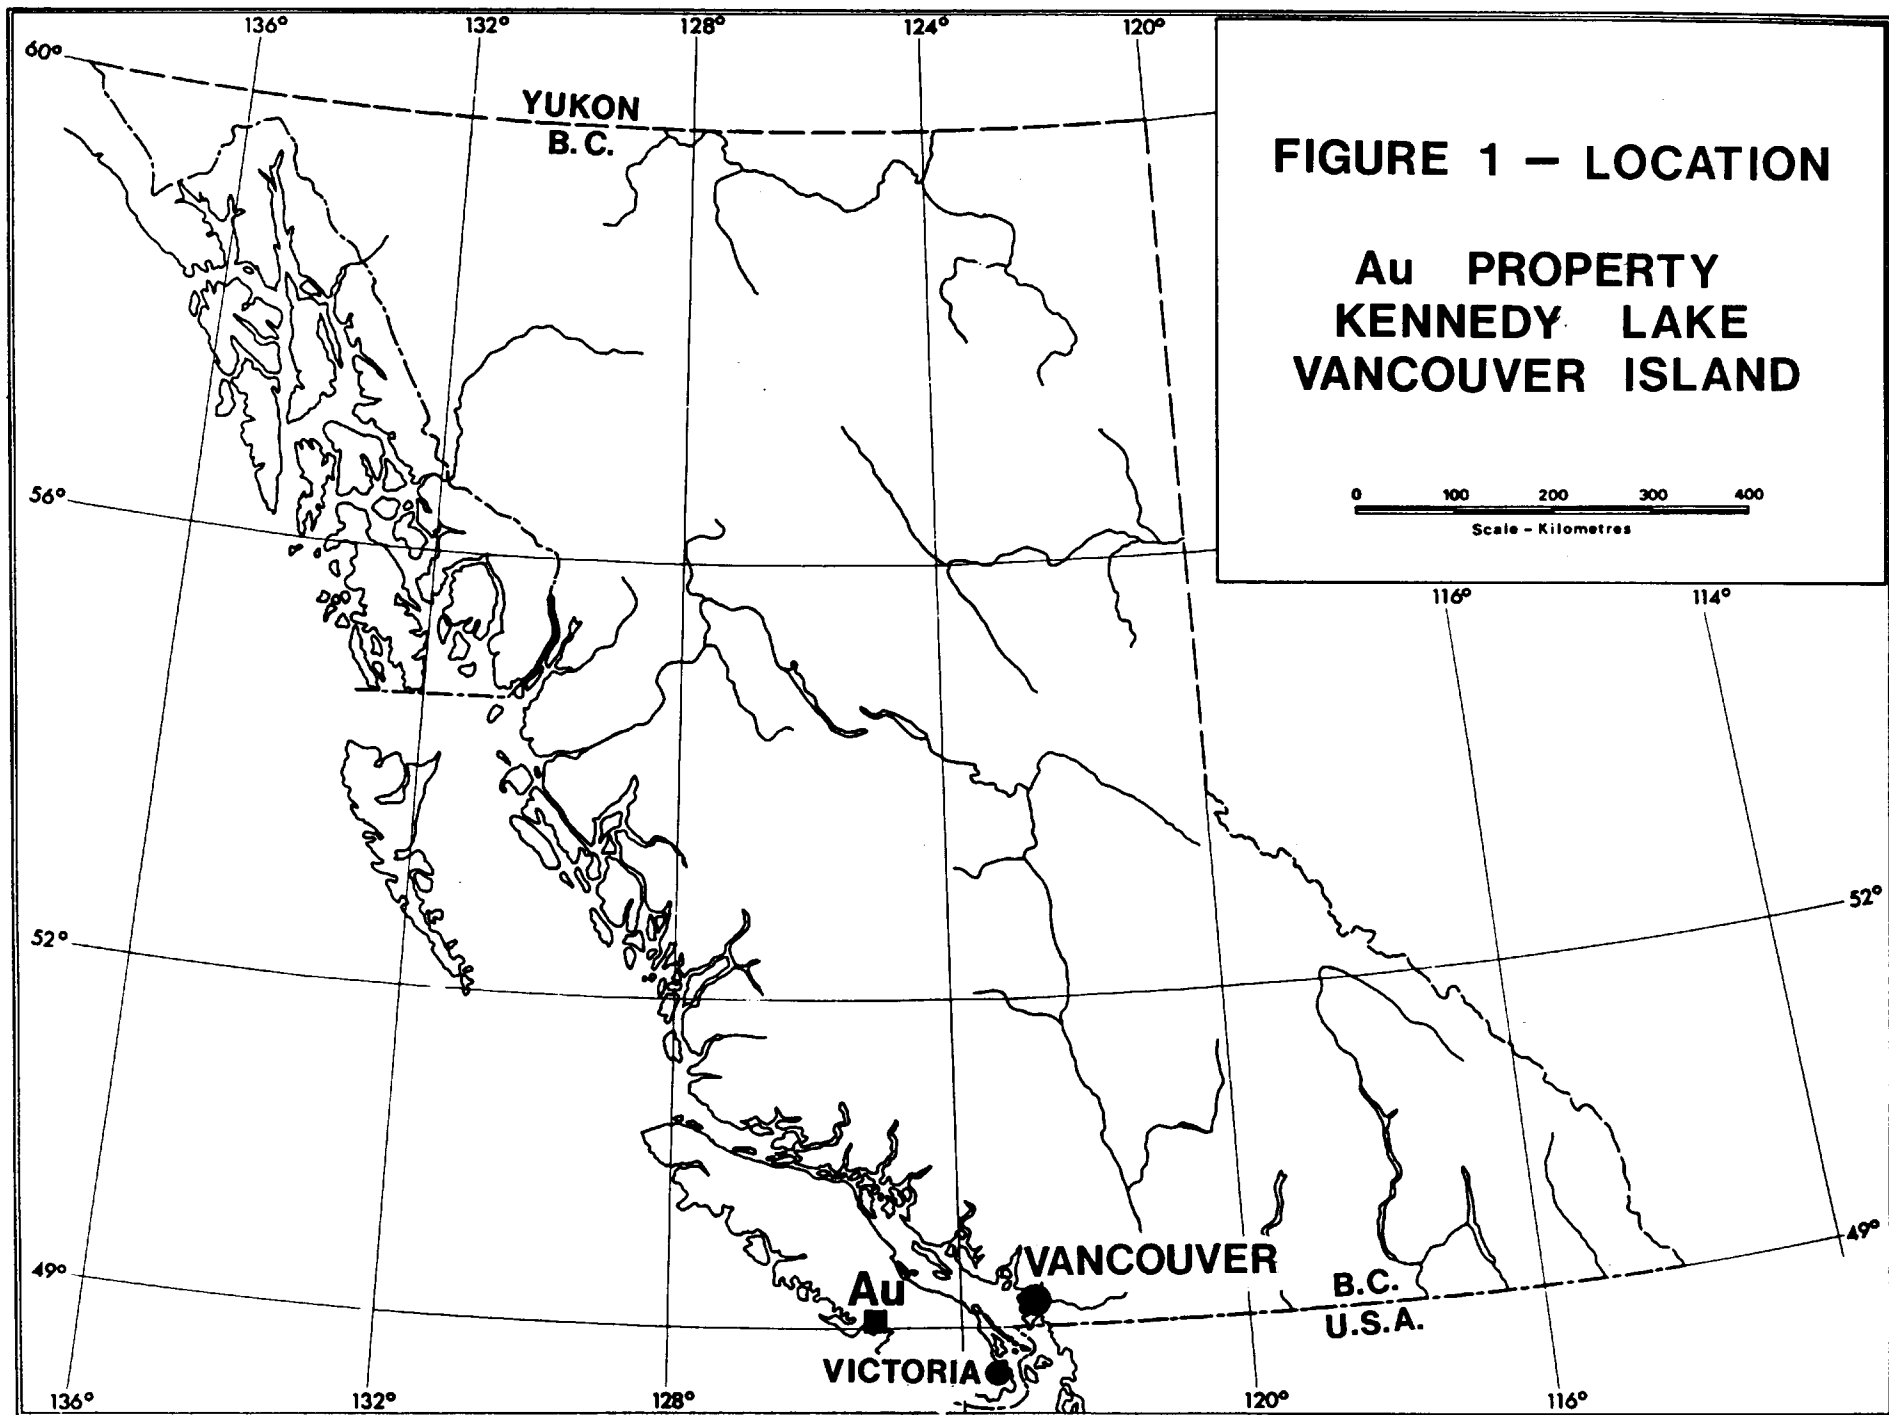 136° 132° 128° 124° 120°
60°
YUKON
B.C.
FIGURE 1 — LOCATION
Au PROPERTY
KENNEDY LAKE
VANCOUVER ISLAND
0 100 200 300 400
Scale - Kilometres
56°
116° 114°
52°
52°
49°
49°
VANCOUVER
Au
B.C.
U.S.A.
VICTORIA
136° 132° 128° 120° 116°